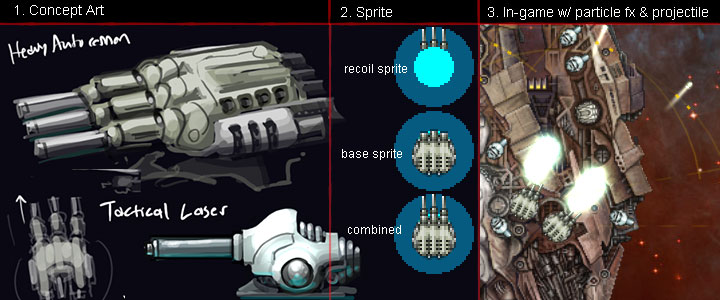 1. Concept Art
2. Sprite
3. In-game w/ particle fx & projectile
Heavy Autocannon
Tactical Laser
recoil sprite
base sprite
combined